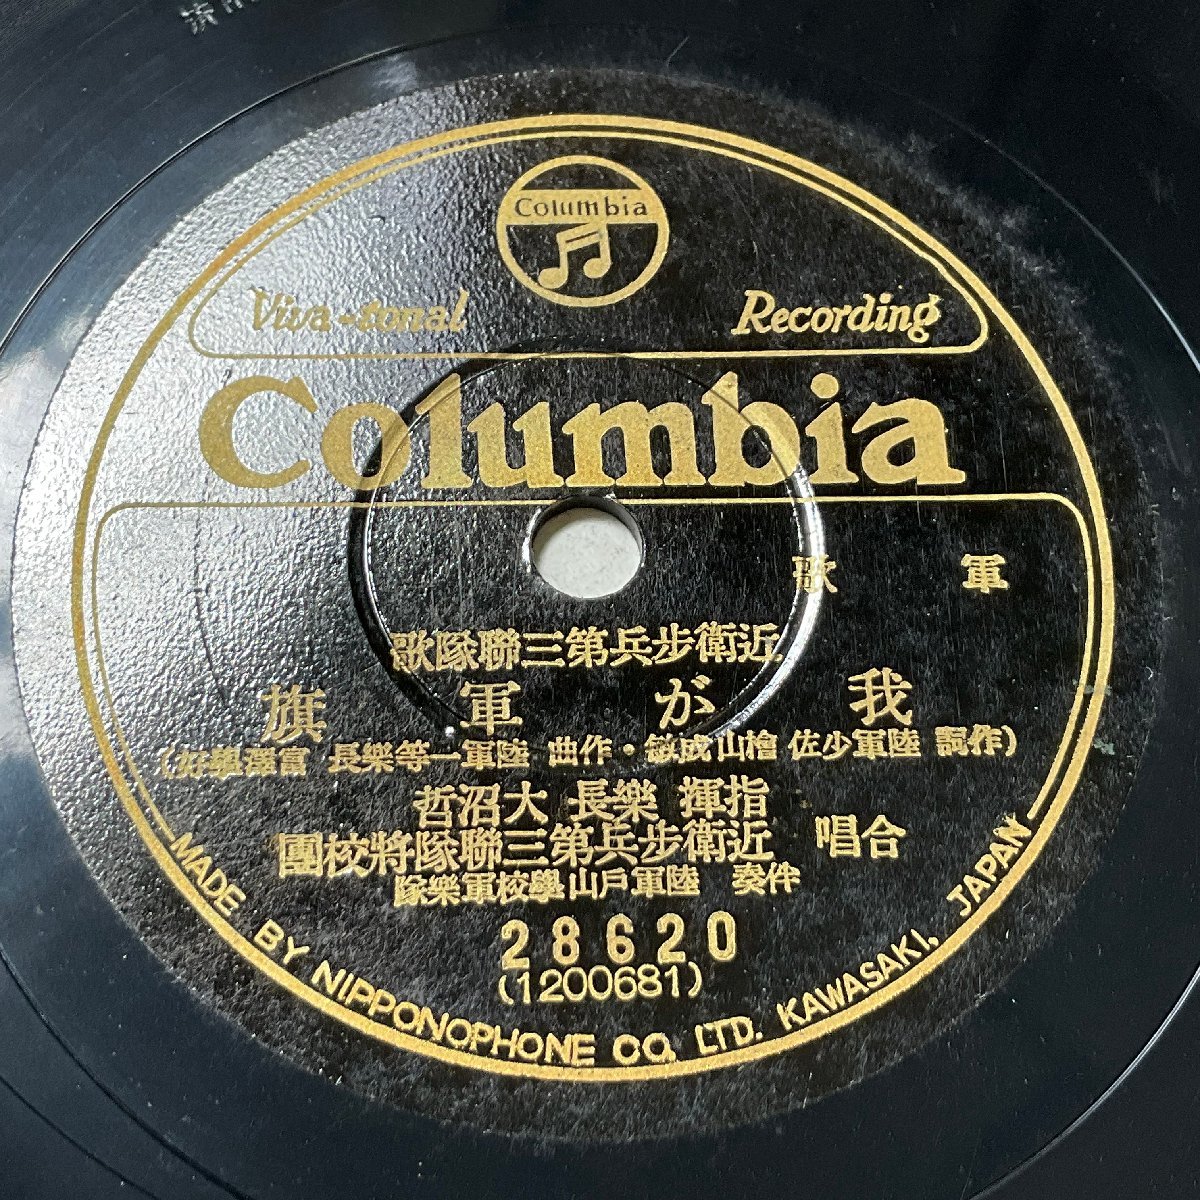 Columbia
Viva-tonal Recording
Columbia
軍歌
近衛步兵第三聯隊歌
我が軍旗
(作詞 陸軍少佐 檜山成敏・作曲 陸軍一等樂長 富澤學好)
指揮 樂長 大沼哲
合唱 近衛步兵第三聯隊將校團
伴奏 陸軍戶山學校軍樂隊
28620
(1200681)
MADE BY NIPPONOPHONE CO. LTD. KAWASAKI, JAPAN